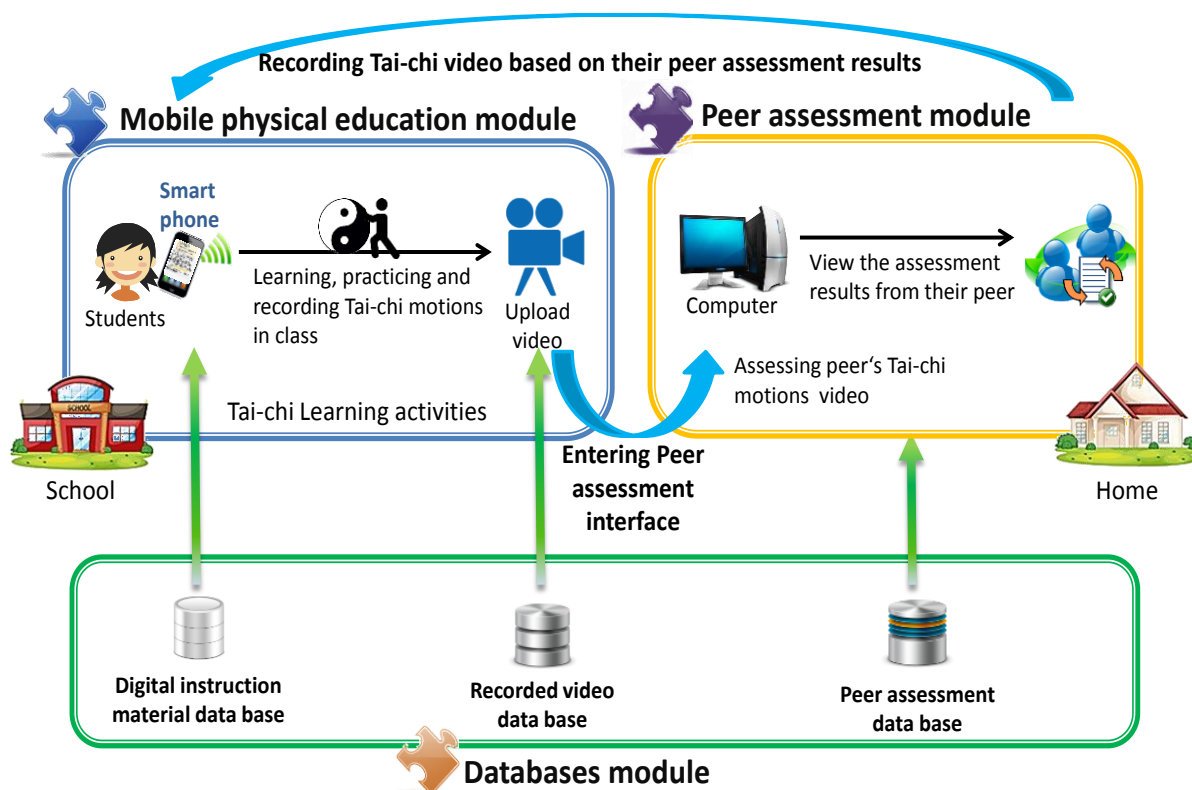 Recording Tai-chi video based on their peer assessment results
Mobile physical education module
Peer assessment module
Smart
phone
Students
Learning, practicing and
recording Tai-chi motions
in class
Upload
video
Tai-chi Learning activities
School
Computer
View the assessment
results from their peer
Assessing peer‘s Tai-chi
motions video
Home
Entering Peer
assessment
interface
SCHOOL
Digital instruction
material data base
Recorded video
data base
Peer assessment
data base
Databases module